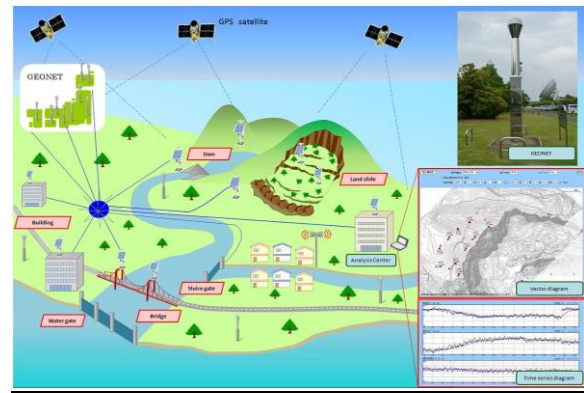 GPS satellite
GEONET
GEONET
Dam
Land slide
Building
Analysis Center
Sluice gate
Bridge
Water gate
Vector diagram
Time series diagram